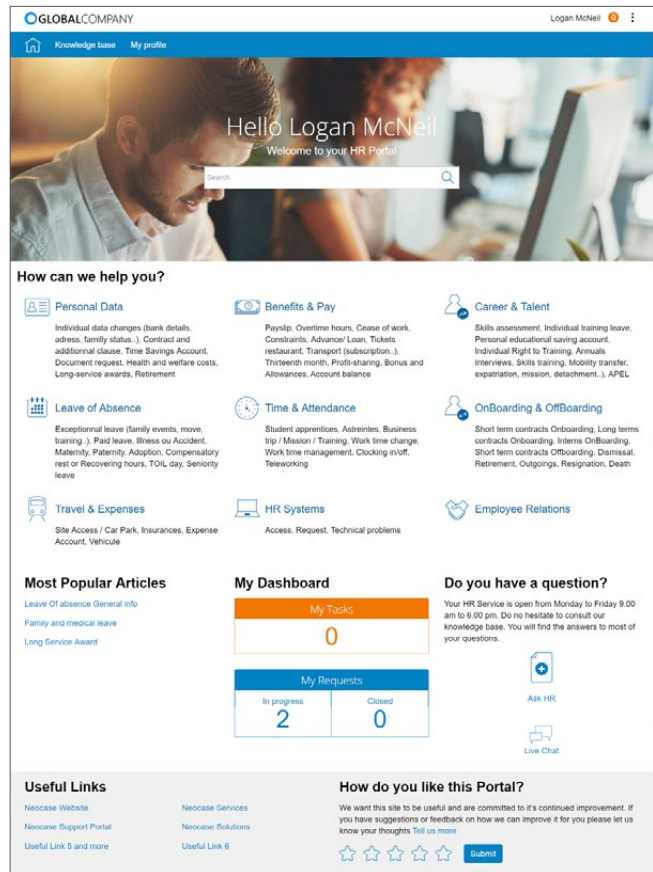 GLOBALCOMPANY
Logan McNeil 0
Knowledge base My profile
Hello Logan McNeil
Welcome to your HR Portal
Search
How can we help you?
Personal Data
Individual data changes (bank details,
adress, familly status..), Contract and
additionnal clause, Time Savings Account,
Document request, Health and welfare costs,
Long-service awards, Retirement
Benefits & Pay
Payslip, Overtime hours, Cease of work,
Constraints, Advance/ Loan, Tickets
restaurant, Transport (subscription..),
Thirteenth month, Profit-sharing, Bonus and
Allowances, Account balance
Career & Talent
Skills assessment, Individual training leave,
Personal educational saving account,
Individual Right to Training, Annuals
Interviews, Skills training, Mobility transfer,
expatriation, mission, detachment..), APEL
Leave of Absence
Exceptionnal leave (family events, move,
training..), Paid leave, Illness ou Accident,
Maternity, Paternity, Adoption, Compensatory
rest or Recovering hours, TOIL day, Seniority
leave
Time & Attendance
Student apprentices, Astreintes, Business
trip / Mission / Training, Work time change,
Work time management, Clocking in/off,
Teleworking
OnBoarding & OffBoarding
Short term contracts Onboarding, Long terms
contracts Onboarding, Interns OnBoarding,
Short term contracts Offboarding, Dismissal,
Retirement, Outgoings, Resignation, Death
Travel & Expenses
Site Access / Car Park, Insurances, Expense
Account, Vehicule
HR Systems
Access, Request, Technical problems
Employee Relations
Most Popular Articles
Leave Of absence General info
Family and medical leave
Long Service Award
My Dashboard
My Tasks
0
My Requests
In progress Closed
2 0
Do you have a question?
Your HR Service is open from Monday to Friday 9.00
am to 6.00 pm. Do no hesitate to consult our
knowledge base. You will find the answers to most of
your questions.
Ask HR
Live Chat
Useful Links
Neocase Website Neocase Services
Neocase Support Portal Neocase Solutions
Useful Link 5 and more Useful Link 6
How do you like this Portal?
We want this site to be useful and are committed to it's continued improvement. If
you have suggestions or feedback on how we can improve it for you please let us
know your thoughts Tell us more
Submit